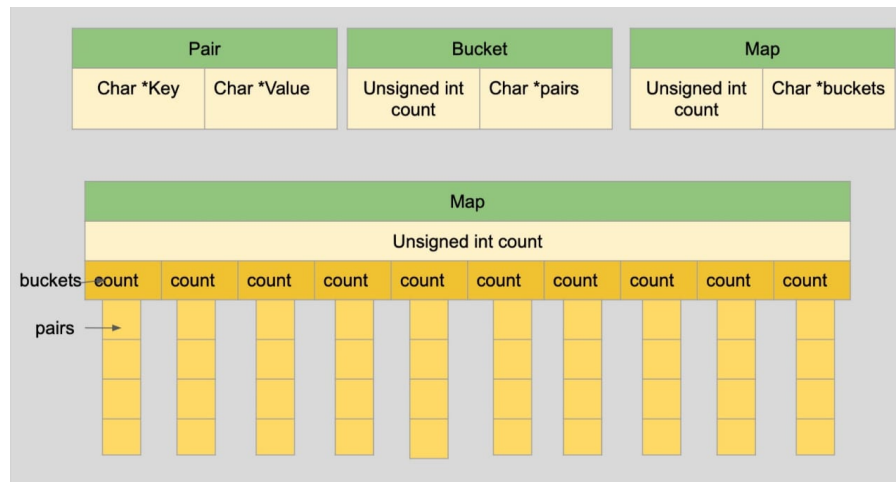 Pair
Bucket
Map
Char *Key
Char *Value
Unsigned int
count
Char *pairs
Unsigned int
count
Char *buckets
Map
Unsigned int count
buckets
count
count
count
count
count
count
count
count
count
count
pairs